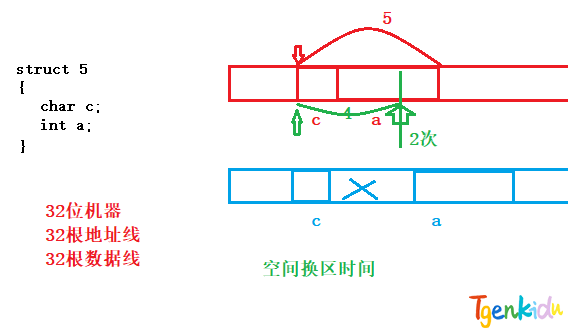 struct 5
{
char c;
int a;
}
32位机器
32根地址线
32根数据线
5
c
4
a
2次
c
a
空间换区时间
Tgenkidu